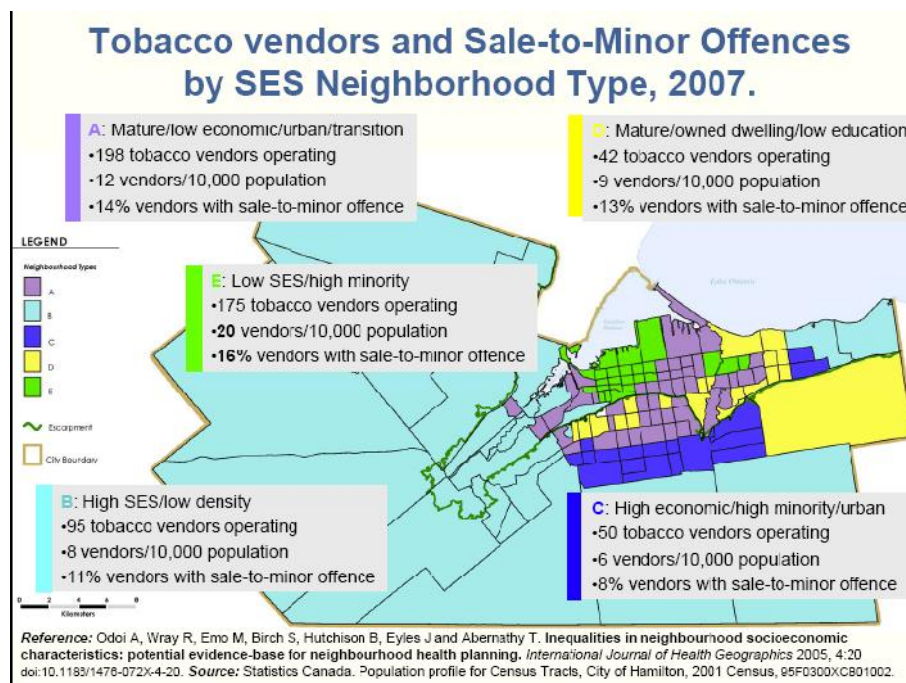 Tobacco vendors and Sale-to-Minor Offences
by SES Neighborhood Type, 2007.
A: Mature/low economic/urban/transition
•198 tobacco vendors operating
•12 vendors/10,000 population
•14% vendors with sale-to-minor offence
D: Mature/owned dwelling/low education
•42 tobacco vendors operating
•9 vendors/10,000 population
•13% vendors with sale-to-minor offence
LEGEND
Neighbourhood Types
A
B
C
D
E
Escarpment
City Boundary
E: Low SES/high minority
•175 tobacco vendors operating
•20 vendors/10,000 population
•16% vendors with sale-to-minor offence
Lake Ontario
B: High SES/low density
•95 tobacco vendors operating
•8 vendors/10,000 population
•11% vendors with sale-to-minor offence
C: High economic/high minority/urban
•50 tobacco vendors operating
•6 vendors/10,000 population
•8% vendors with sale-to-minor offence
0 2 4 6 8
Kilometers
Reference: Odoi A, Wray R, Emo M, Birch S, Hutchison B, Eyles J and Abernathy T. Inequalities in neighbourhood socioeconomic
characteristics: potential evidence-base for neighbourhood health planning. International Journal of Health Geographics 2005, 4:20
doi:10.1186/1476-072X-4-20. Source: Statistics Canada. Population profile for Census Tracts, City of Hamilton, 2001 Census, 95F0300XCB01002.